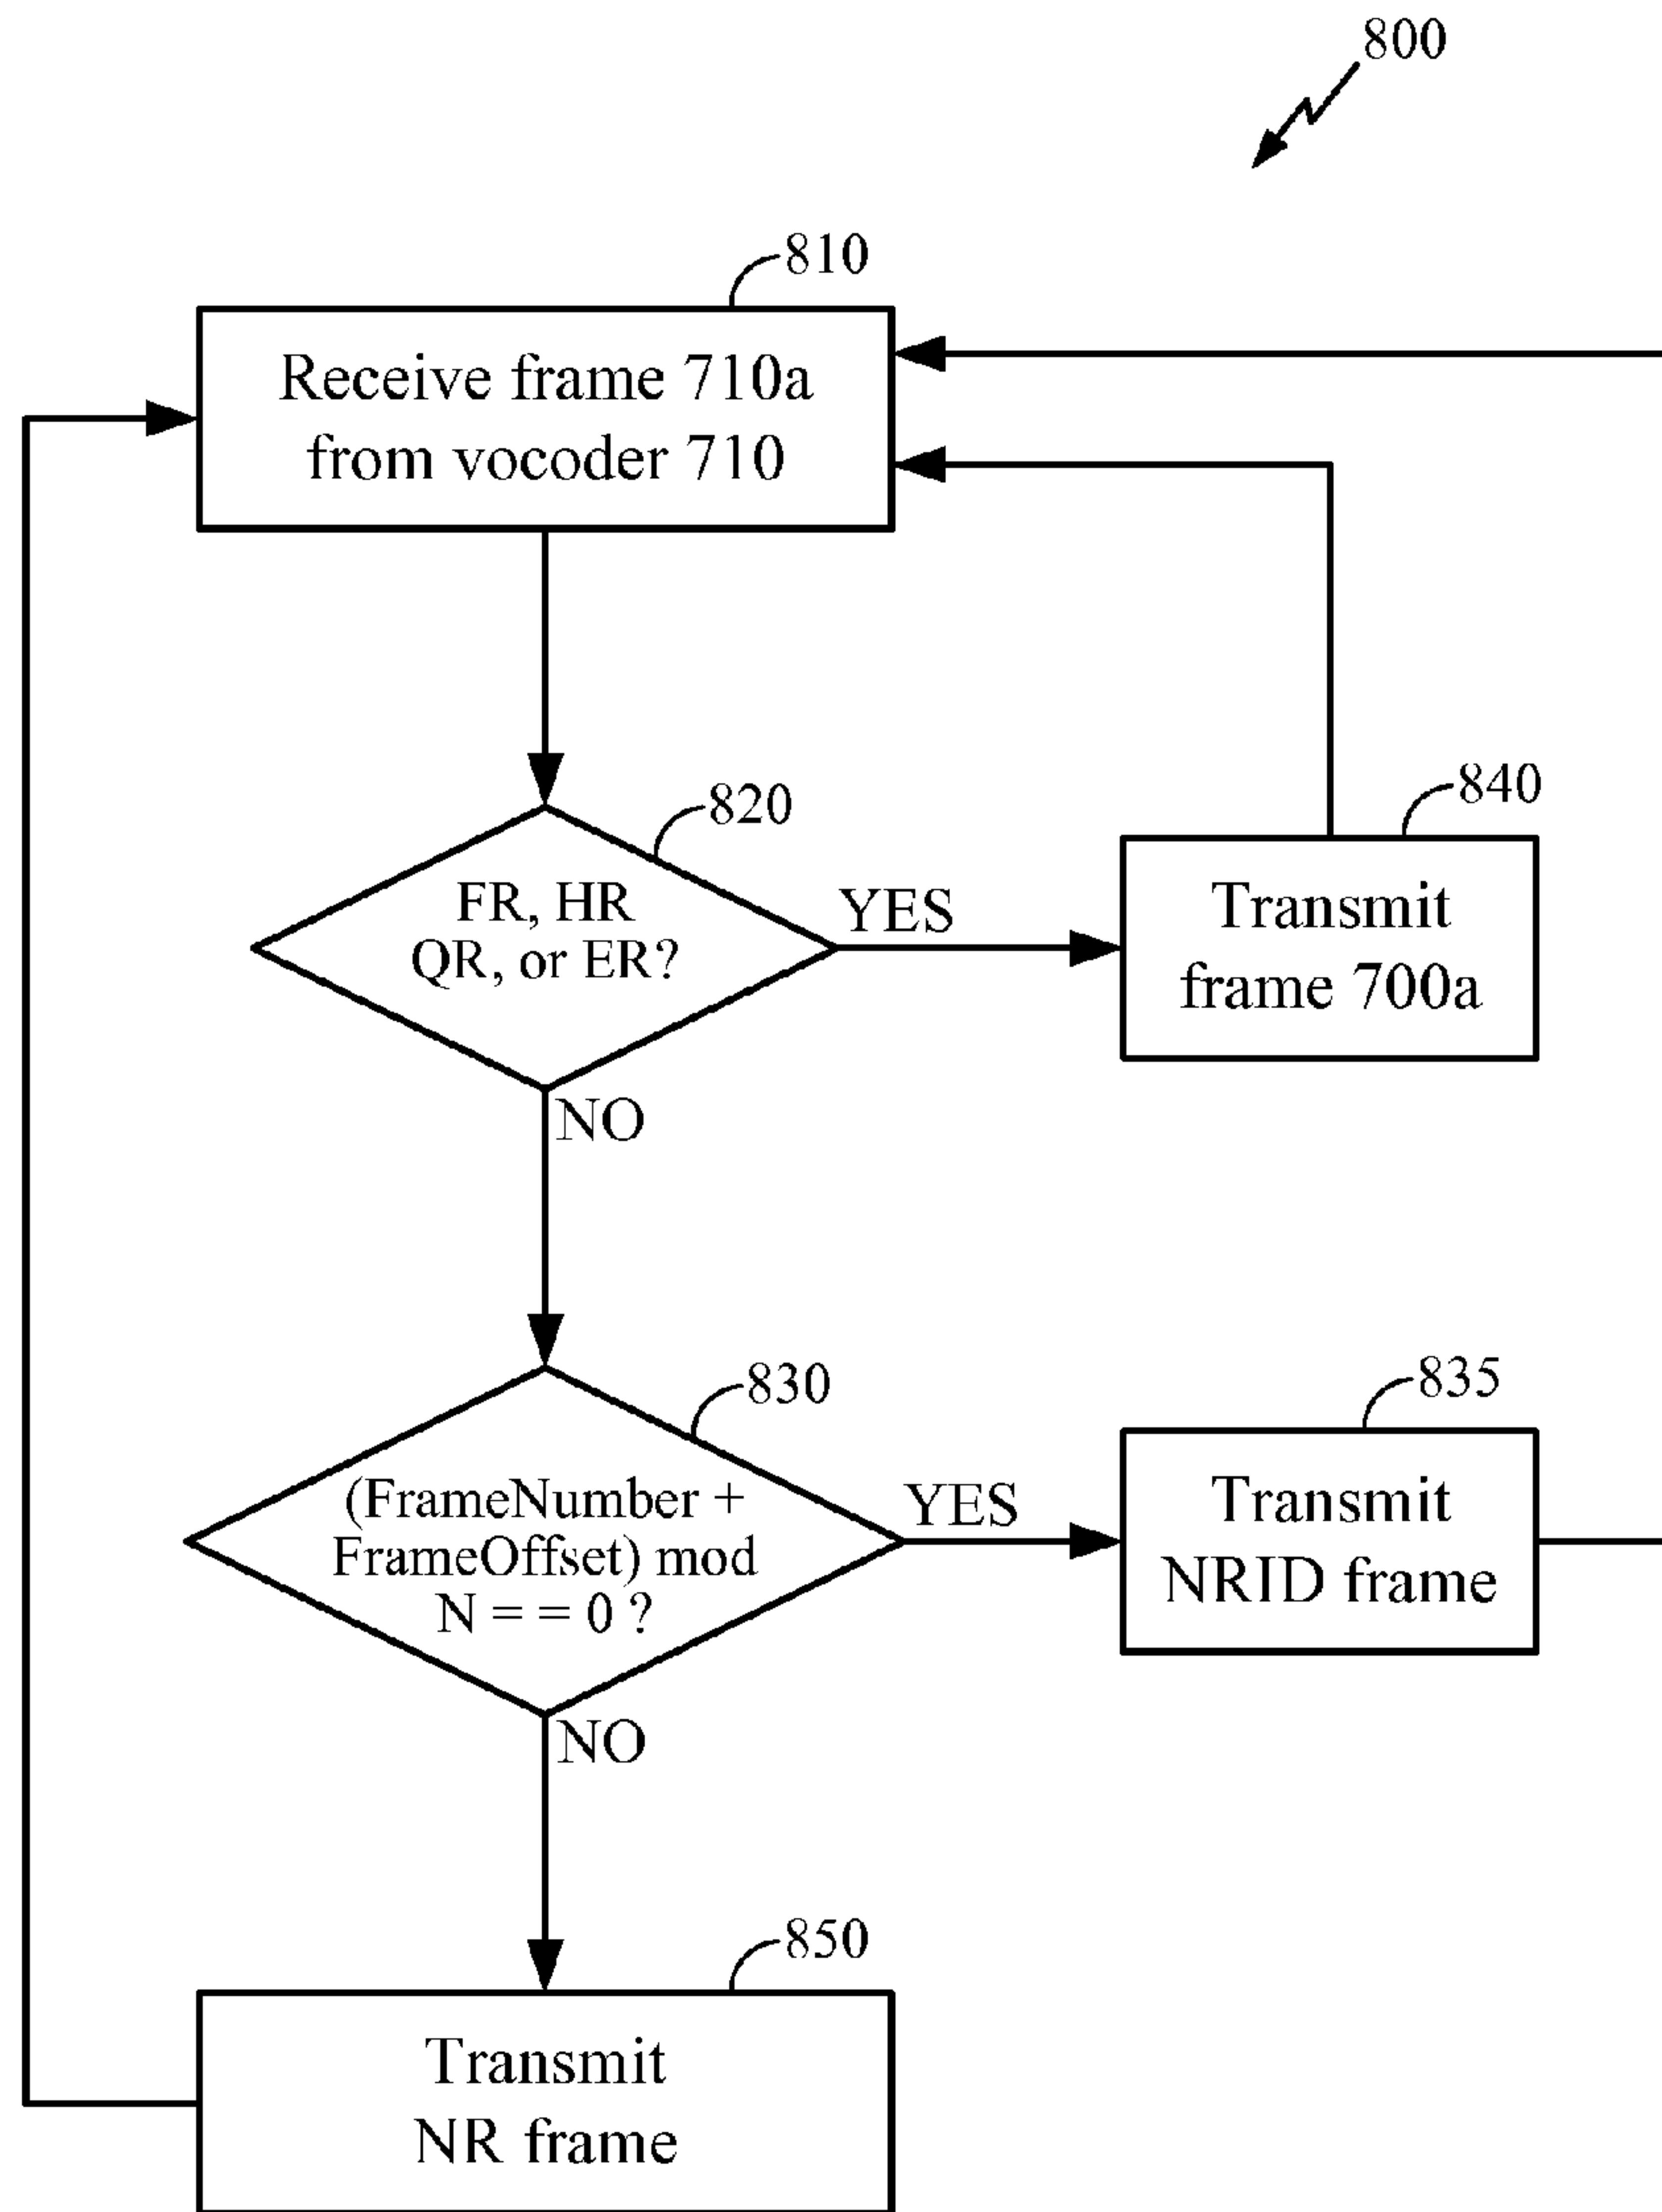 800
810
Receive frame 710a
from vocoder 710
820
FR, HR
QR, or ER?
YES
840
Transmit
frame 700a
NO
830
(FrameNumber +
FrameOffset) mod
N = = 0 ?
YES
835
Transmit
NRID frame
NO
850
Transmit
NR frame